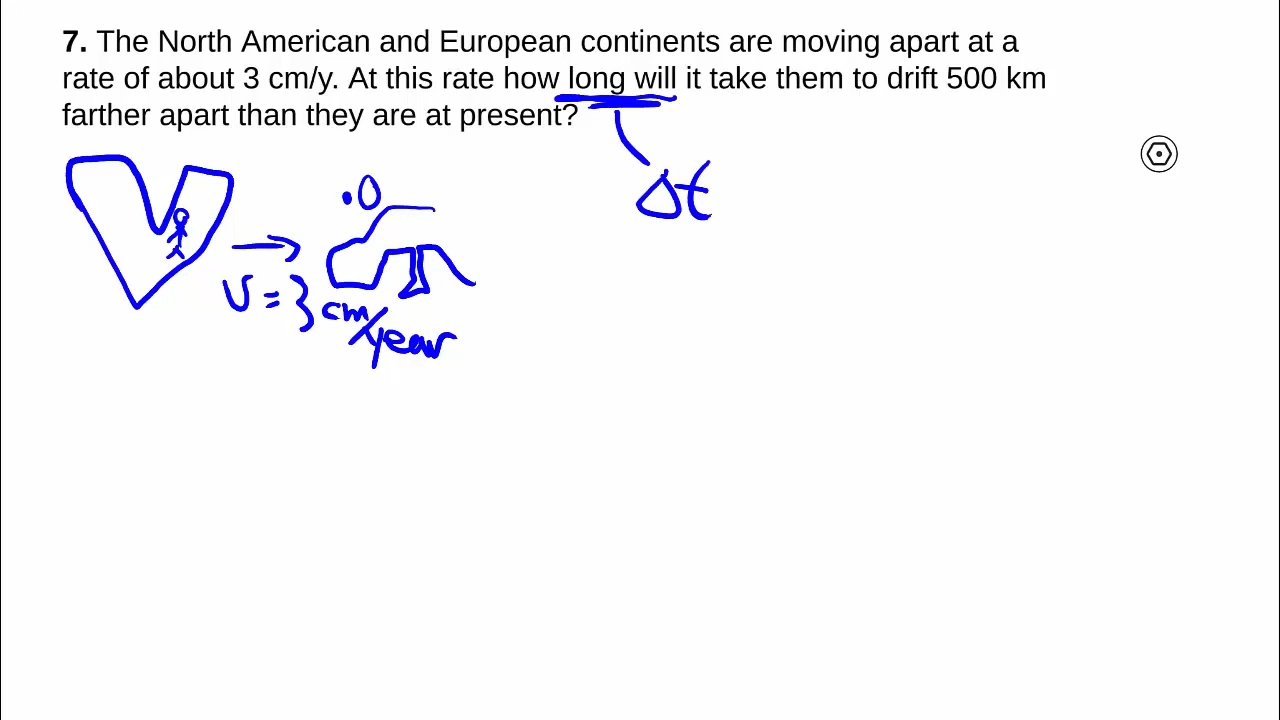 7. The North American and European continents are moving apart at a
rate of about 3 cm/y. At this rate how long will it take them to drift 500 km
farther apart than they are at present?
Δt
v = 3 cm/year